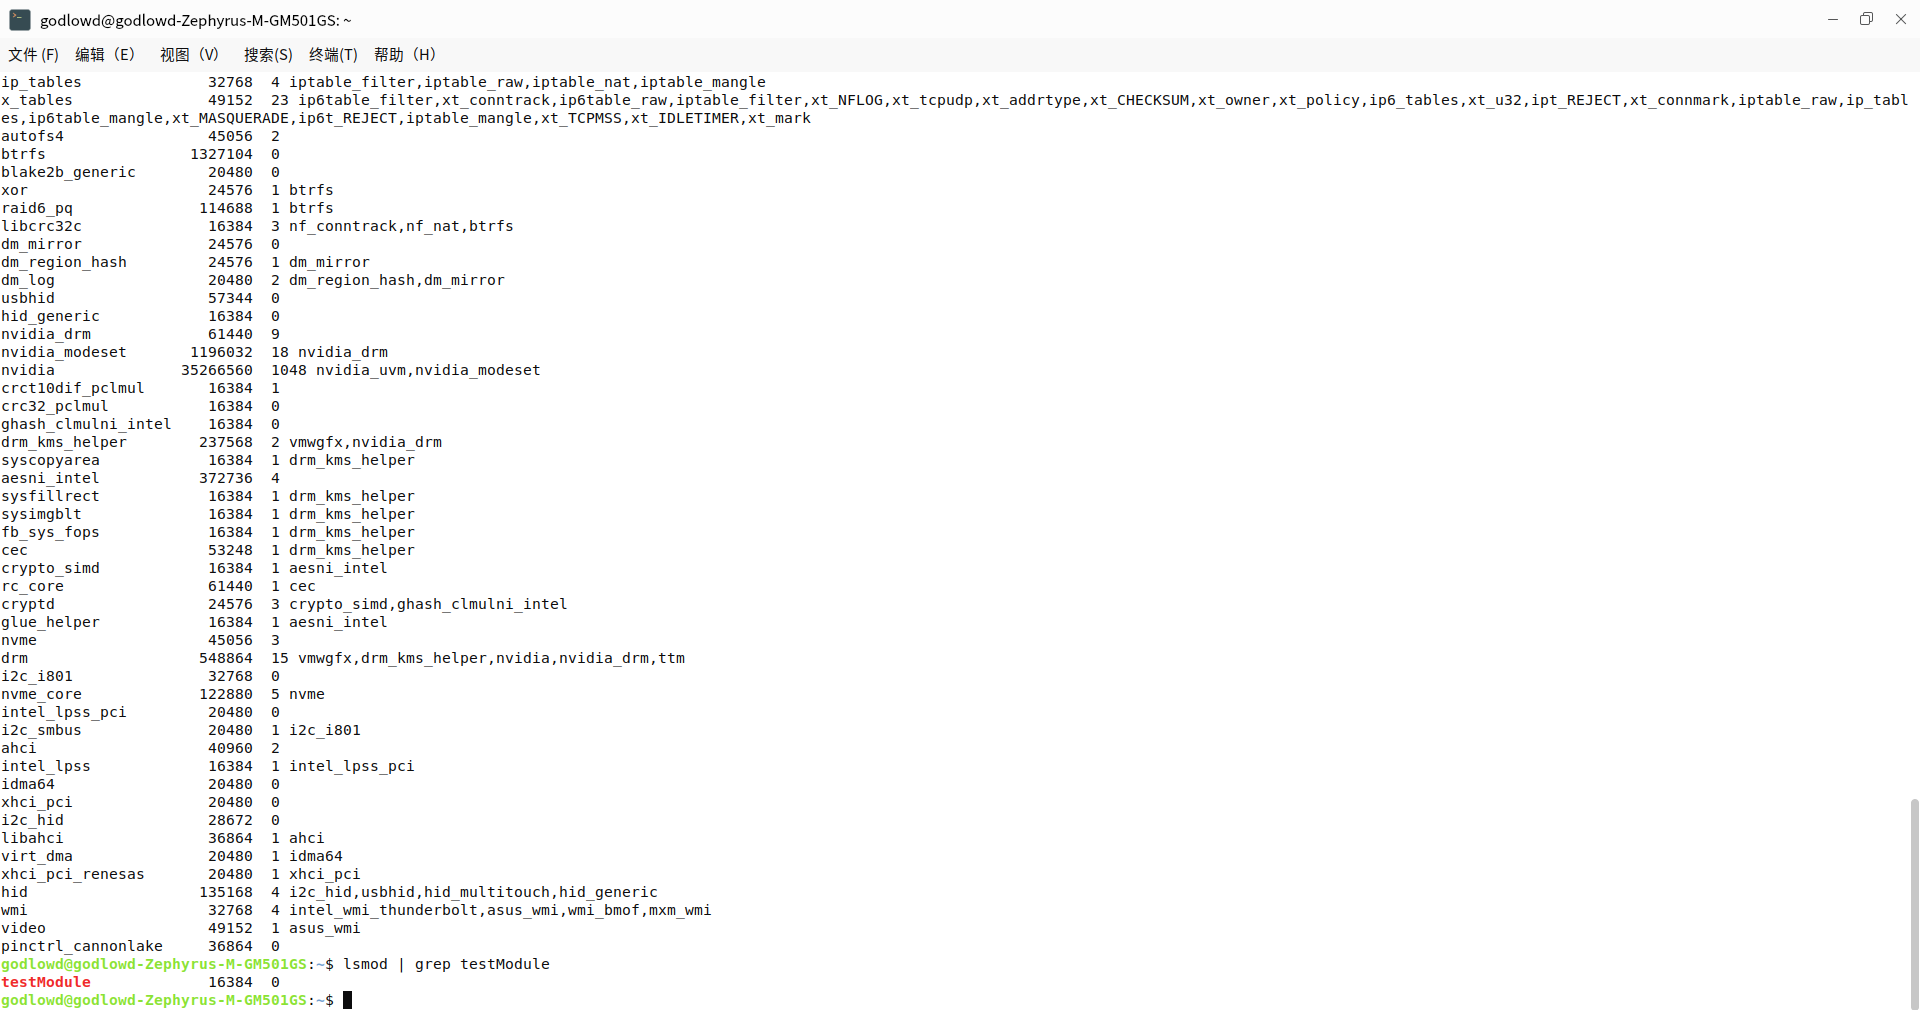 godlowd@godlowd-Zephyrus-M-GM501GS: ~
文件 (F) 编辑（E） 视图（V） 搜索(S) 终端(T) 帮助（H）
ip_tables              32768  4 iptable_filter,iptable_raw,iptable_nat,iptable_mangle
x_tables               49152  23 ip6table_filter,xt_conntrack,ip6table_raw,iptable_filter,xt_NFLOG,xt_tcpudp,xt_addrtype,xt_CHECKSUM,xt_owner,xt_policy,ip6_tables,xt_u32,ipt_REJECT,xt_connmark,iptable_raw,ip_tabl
es,ip6table_mangle,xt_MASQUERADE,ip6t_REJECT,iptable_mangle,xt_TCPMSS,xt_IDLETIMER,xt_mark
autofs4                45056  2
btrfs                1327104  0
blake2b_generic        20480  0
xor                    24576  1 btrfs
raid6_pq              114688  1 btrfs
libcrc32c              16384  3 nf_conntrack,nf_nat,btrfs
dm_mirror              24576  0
dm_region_hash         24576  1 dm_mirror
dm_log                 20480  2 dm_region_hash,dm_mirror
usbhid                 57344  0
hid_generic            16384  0
nvidia_drm             61440  9
nvidia_modeset       1196032  18 nvidia_drm
nvidia              35266560  1048 nvidia_uvm,nvidia_modeset
crct10dif_pclmul       16384  1
crc32_pclmul           16384  0
ghash_clmulni_intel    16384  0
drm_kms_helper        237568  2 vmwgfx,nvidia_drm
syscopyarea            16384  1 drm_kms_helper
aesni_intel           372736  4
sysfillrect            16384  1 drm_kms_helper
sysimgblt              16384  1 drm_kms_helper
fb_sys_fops            16384  1 drm_kms_helper
cec                    53248  1 drm_kms_helper
crypto_simd            16384  1 aesni_intel
rc_core                61440  1 cec
cryptd                 24576  3 crypto_simd,ghash_clmulni_intel
glue_helper            16384  1 aesni_intel
nvme                   45056  3
drm                   548864  15 vmwgfx,drm_kms_helper,nvidia,nvidia_drm,ttm
i2c_i801               32768  0
nvme_core             122880  5 nvme
intel_lpss_pci         20480  0
i2c_smbus              20480  1 i2c_i801
ahci                   40960  2
intel_lpss             16384  1 intel_lpss_pci
idma64                 20480  0
xhci_pci               20480  0
i2c_hid                28672  0
libahci                36864  1 ahci
virt_dma               20480  1 idma64
xhci_pci_renesas       20480  1 xhci_pci
hid                   135168  4 i2c_hid,usbhid,hid_multitouch,hid_generic
wmi                    32768  4 intel_wmi_thunderbolt,asus_wmi,wmi_bmof,mxm_wmi
video                  49152  1 asus_wmi
pinctrl_cannonlake     36864  0
godlowd@godlowd-Zephyrus-M-GM501GS:~$ lsmod | grep testModule
testModule             16384  0
godlowd@godlowd-Zephyrus-M-GM501GS:~$